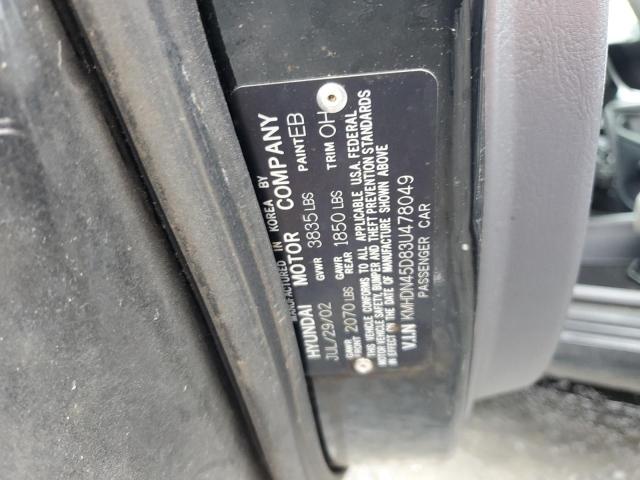 MANUFACTURED IN KOREA BY
HYUNDAI MOTOR COMPANY
JUL/29/02 GVWR 3835 LBS PAINT EB
GAWR FRONT 2070 LBS GAWR REAR 1850 LBS TRIM OH
THIS VEHICLE CONFORMS TO ALL APPLICABLE U.S.A. FEDERAL
MOTOR VEHICLE SAFETY, BUMPER AND THEFT PREVENTION STANDARDS
IN EFFECT ON THE DATE OF MANUFACTURE SHOWN ABOVE
V.I.N KMHDN45D83U478049
PASSENGER CAR